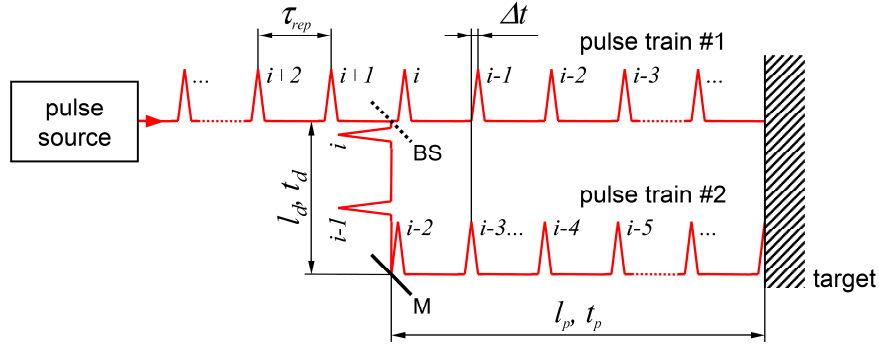 τrep
Δt
pulse train #1
... i+2 i+1 i i-1 i-2 i-3 ...
pulse
source
BS
i
ld, td
i-1
pulse train #2
i-2 i-3... i-4 i-5 ...
M
target
lp, tp